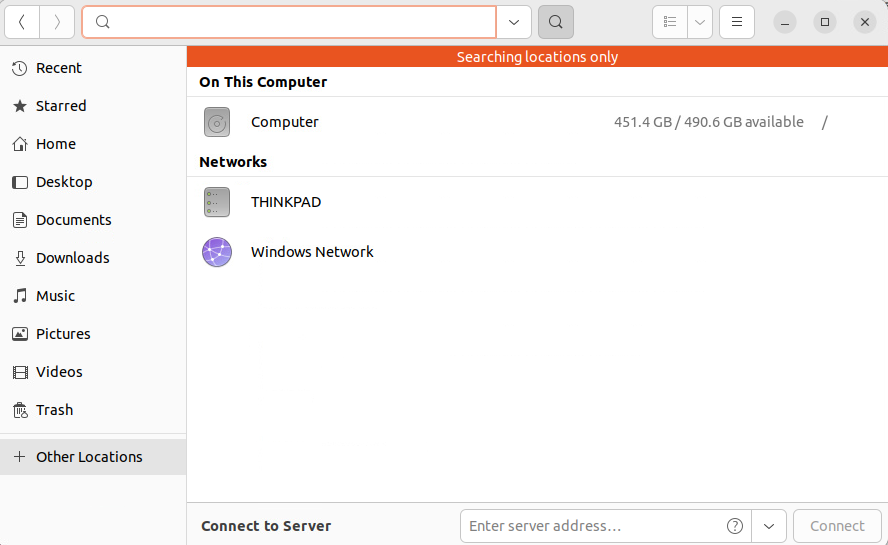 Searching locations only
Recent
Starred
Home
Desktop
Documents
Downloads
Music
Pictures
Videos
Trash
Other Locations
On This Computer
Computer 451.4 GB / 490.6 GB available /
Networks
THINKPAD
Windows Network
Connect to Server Enter server address... Connect